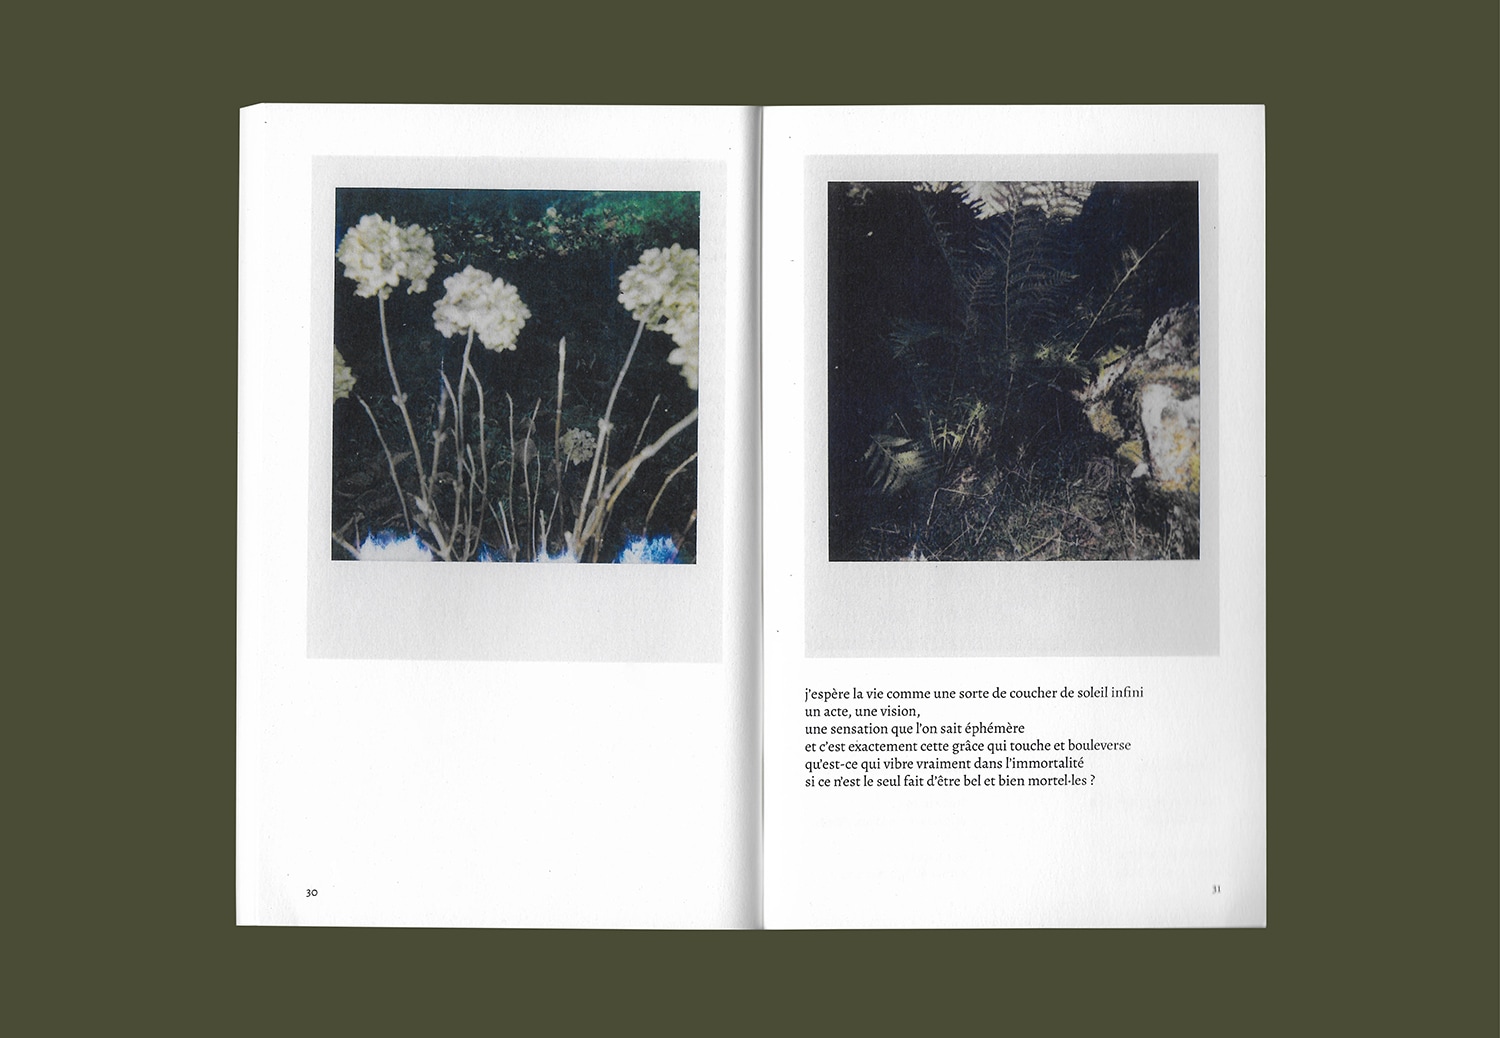 j'espère la vie comme une sorte de coucher de soleil infini
un acte, une vision,
une sensation que l'on sait éphémère
et c'est exactement cette grâce qui touche et bouleverse
qu'est-ce qui vibre vraiment dans l'immortalité
si ce n'est le seul fait d'être bel et bien mortel·les ?
30
31